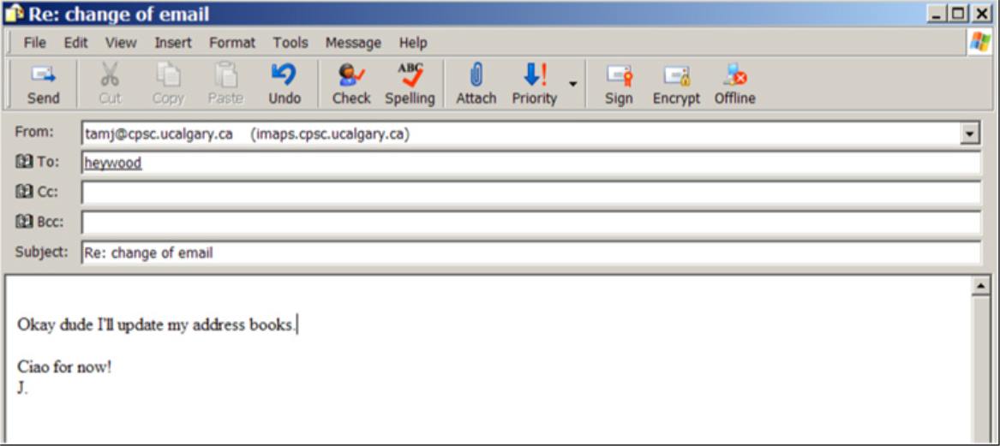 Re: change of email
File Edit View Insert Format Tools Message Help
ABC
Send Cut Copy Paste Undo Check Spelling Attach Priority Sign Encrypt Offline
From: tamj@cpsc.ucalgary.ca (imaps.cpsc.ucalgary.ca)
To: heywood
Cc:
Bcc:
Subject: Re: change of email
Okay dude I'll update my address books.
Ciao for now!
J.